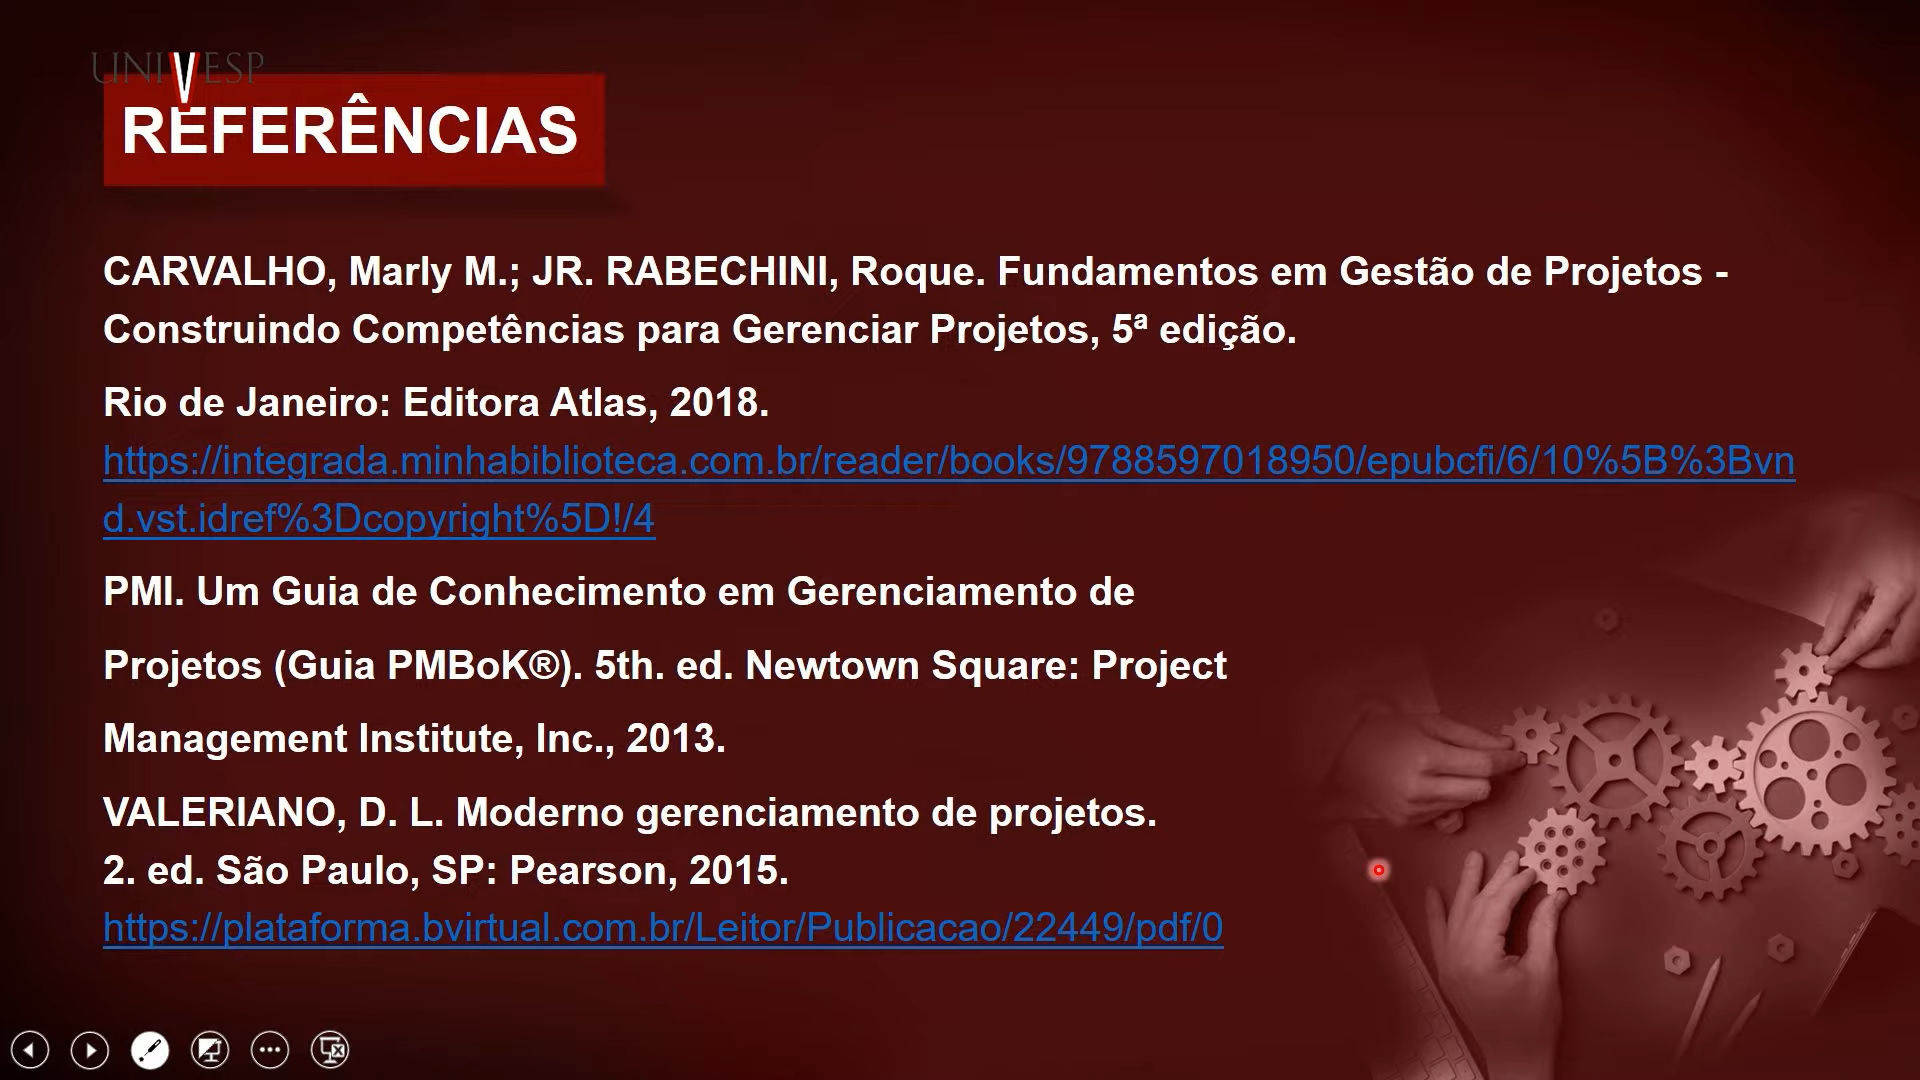 UNIVESP
REFERÊNCIAS
CARVALHO, Marly M.; JR. RABECHINI, Roque. Fundamentos em Gestão de Projetos -
Construindo Competências para Gerenciar Projetos, 5ª edição.
Rio de Janeiro: Editora Atlas, 2018.
https://integrada.minhabiblioteca.com.br/reader/books/9788597018950/epubcfi/6/10%5B%3Bvn
d.vst.idref%3Dcopyright%5D!/4
PMI. Um Guia de Conhecimento em Gerenciamento de
Projetos (Guia PMBoK®). 5th. ed. Newtown Square: Project
Management Institute, Inc., 2013.
VALERIANO, D. L. Moderno gerenciamento de projetos.
2. ed. São Paulo, SP: Pearson, 2015.
https://plataforma.bvirtual.com.br/Leitor/Publicacao/22449/pdf/0